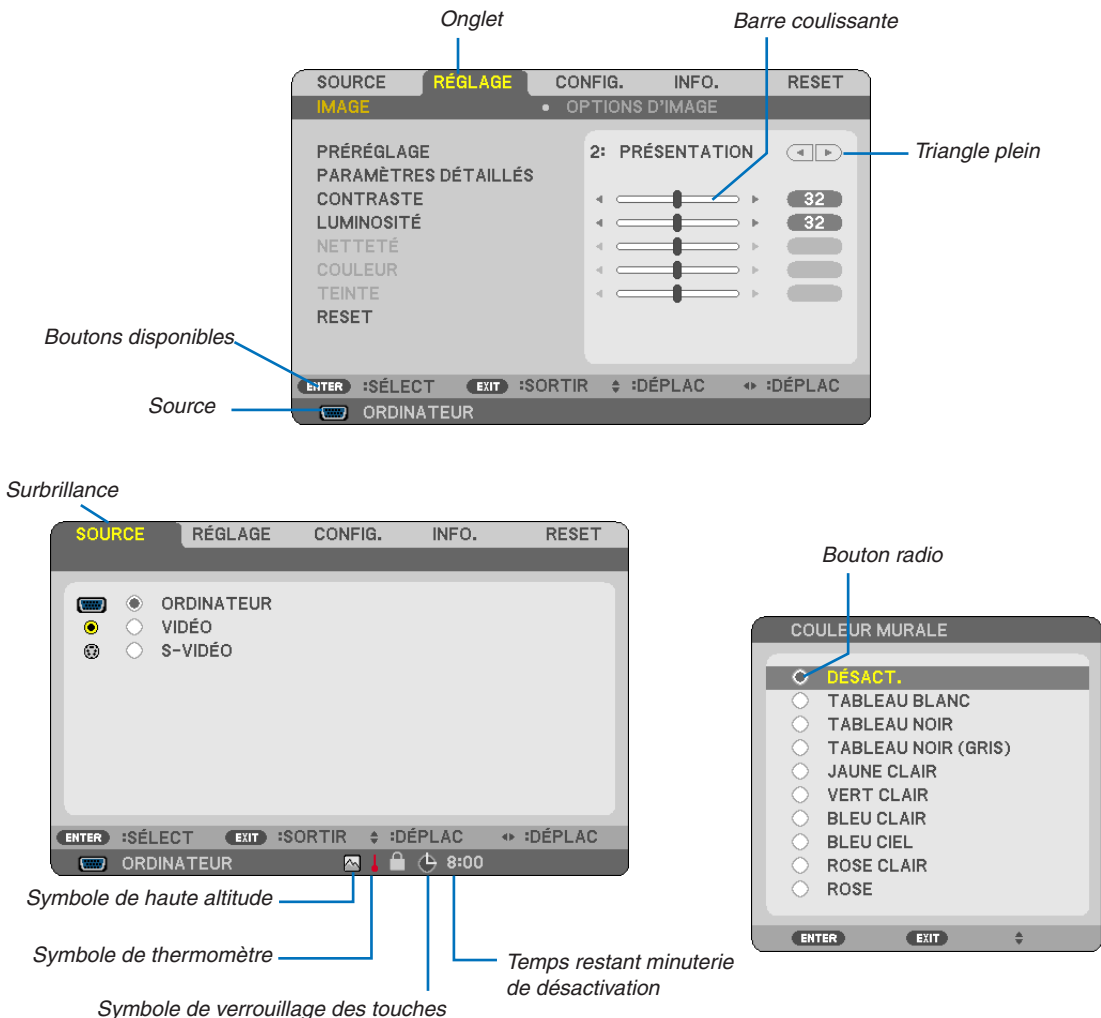 Onglet
Barre coulissante
SOURCE RÉGLAGE CONFIG. INFO. RESET
IMAGE • OPTIONS D'IMAGE
PRÉRÉGLAGE 2: PRÉSENTATION
Triangle plein
PARAMÈTRES DÉTAILLÉS
CONTRASTE 32
LUMINOSITÉ 32
NETTETÉ
COULEUR
TEINTE
RESET
Boutons disponibles
ENTER :SÉLECT EXIT :SORTIR :DÉPLAC :DÉPLAC
Source
ORDINATEUR
Surbrillance
SOURCE RÉGLAGE CONFIG. INFO. RESET
ORDINATEUR
VIDÉO
S-VIDÉO
ENTER :SÉLECT EXIT :SORTIR :DÉPLAC :DÉPLAC
ORDINATEUR 8:00
Symbole de haute altitude
Symbole de thermomètre
Symbole de verrouillage des touches
Temps restant minuterie
de désactivation
Bouton radio
COULEUR MURALE
DÉSACT.
TABLEAU BLANC
TABLEAU NOIR
TABLEAU NOIR (GRIS)
JAUNE CLAIR
VERT CLAIR
BLEU CLAIR
BLEU CIEL
ROSE CLAIR
ROSE
ENTER EXIT